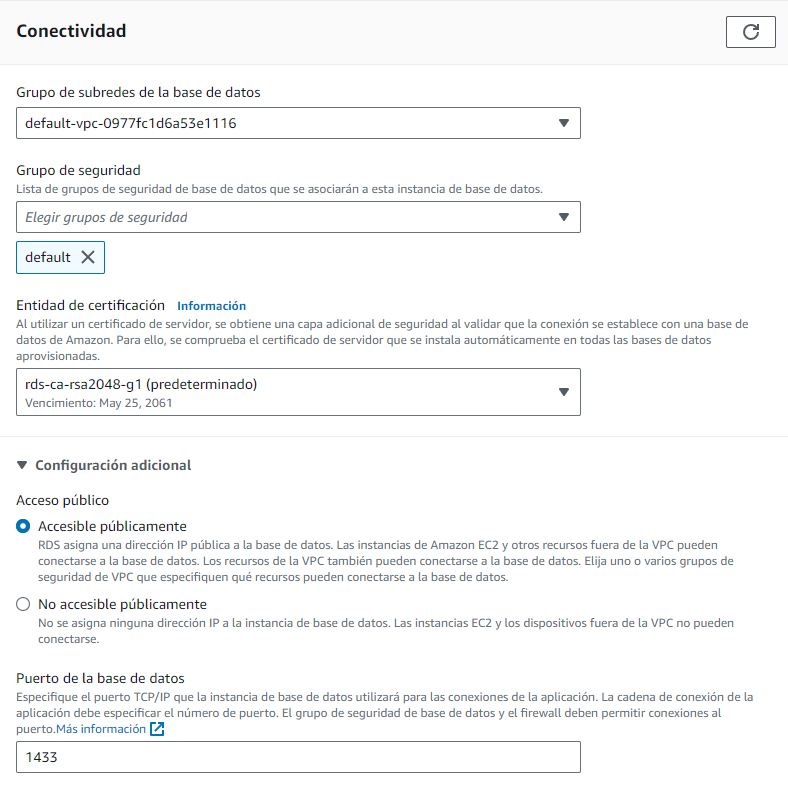 Conectividad
Grupo de subredes de la base de datos
default-vpc-0977fc1d6a53e1116
Grupo de seguridad
Lista de grupos de seguridad de base de datos que se asociarán a esta instancia de base de datos.
Elegir grupos de seguridad
default
Entidad de certificación Información
Al utilizar un certificado de servidor, se obtiene una capa adicional de seguridad al validar que la conexión se establece con una base de
datos de Amazon. Para ello, se comprueba el certificado de servidor que se instala automáticamente en todas las bases de datos
aprovisionadas.
rds-ca-rsa2048-g1 (predeterminado)
Vencimiento: May 25, 2061
Configuración adicional
Acceso público
Accesible públicamente
RDS asigna una dirección IP pública a la base de datos. Las instancias de Amazon EC2 y otros recursos fuera de la VPC pueden
conectarse a la base de datos. Los recursos de la VPC también pueden conectarse a la base de datos. Elija uno o varios grupos de
seguridad de VPC que especifiquen qué recursos pueden conectarse a la base de datos.
No accesible públicamente
No se asigna ninguna dirección IP a la instancia de base de datos. Las instancias EC2 y los dispositivos fuera de la VPC no pueden
conectarse.
Puerto de la base de datos
Especifique el puerto TCP/IP que la instancia de base de datos utilizará para las conexiones de la aplicación. La cadena de conexión de la
aplicación debe especificar el número de puerto. El grupo de seguridad de base de datos y el firewall deben permitir conexiones al
puerto.Más información
1433